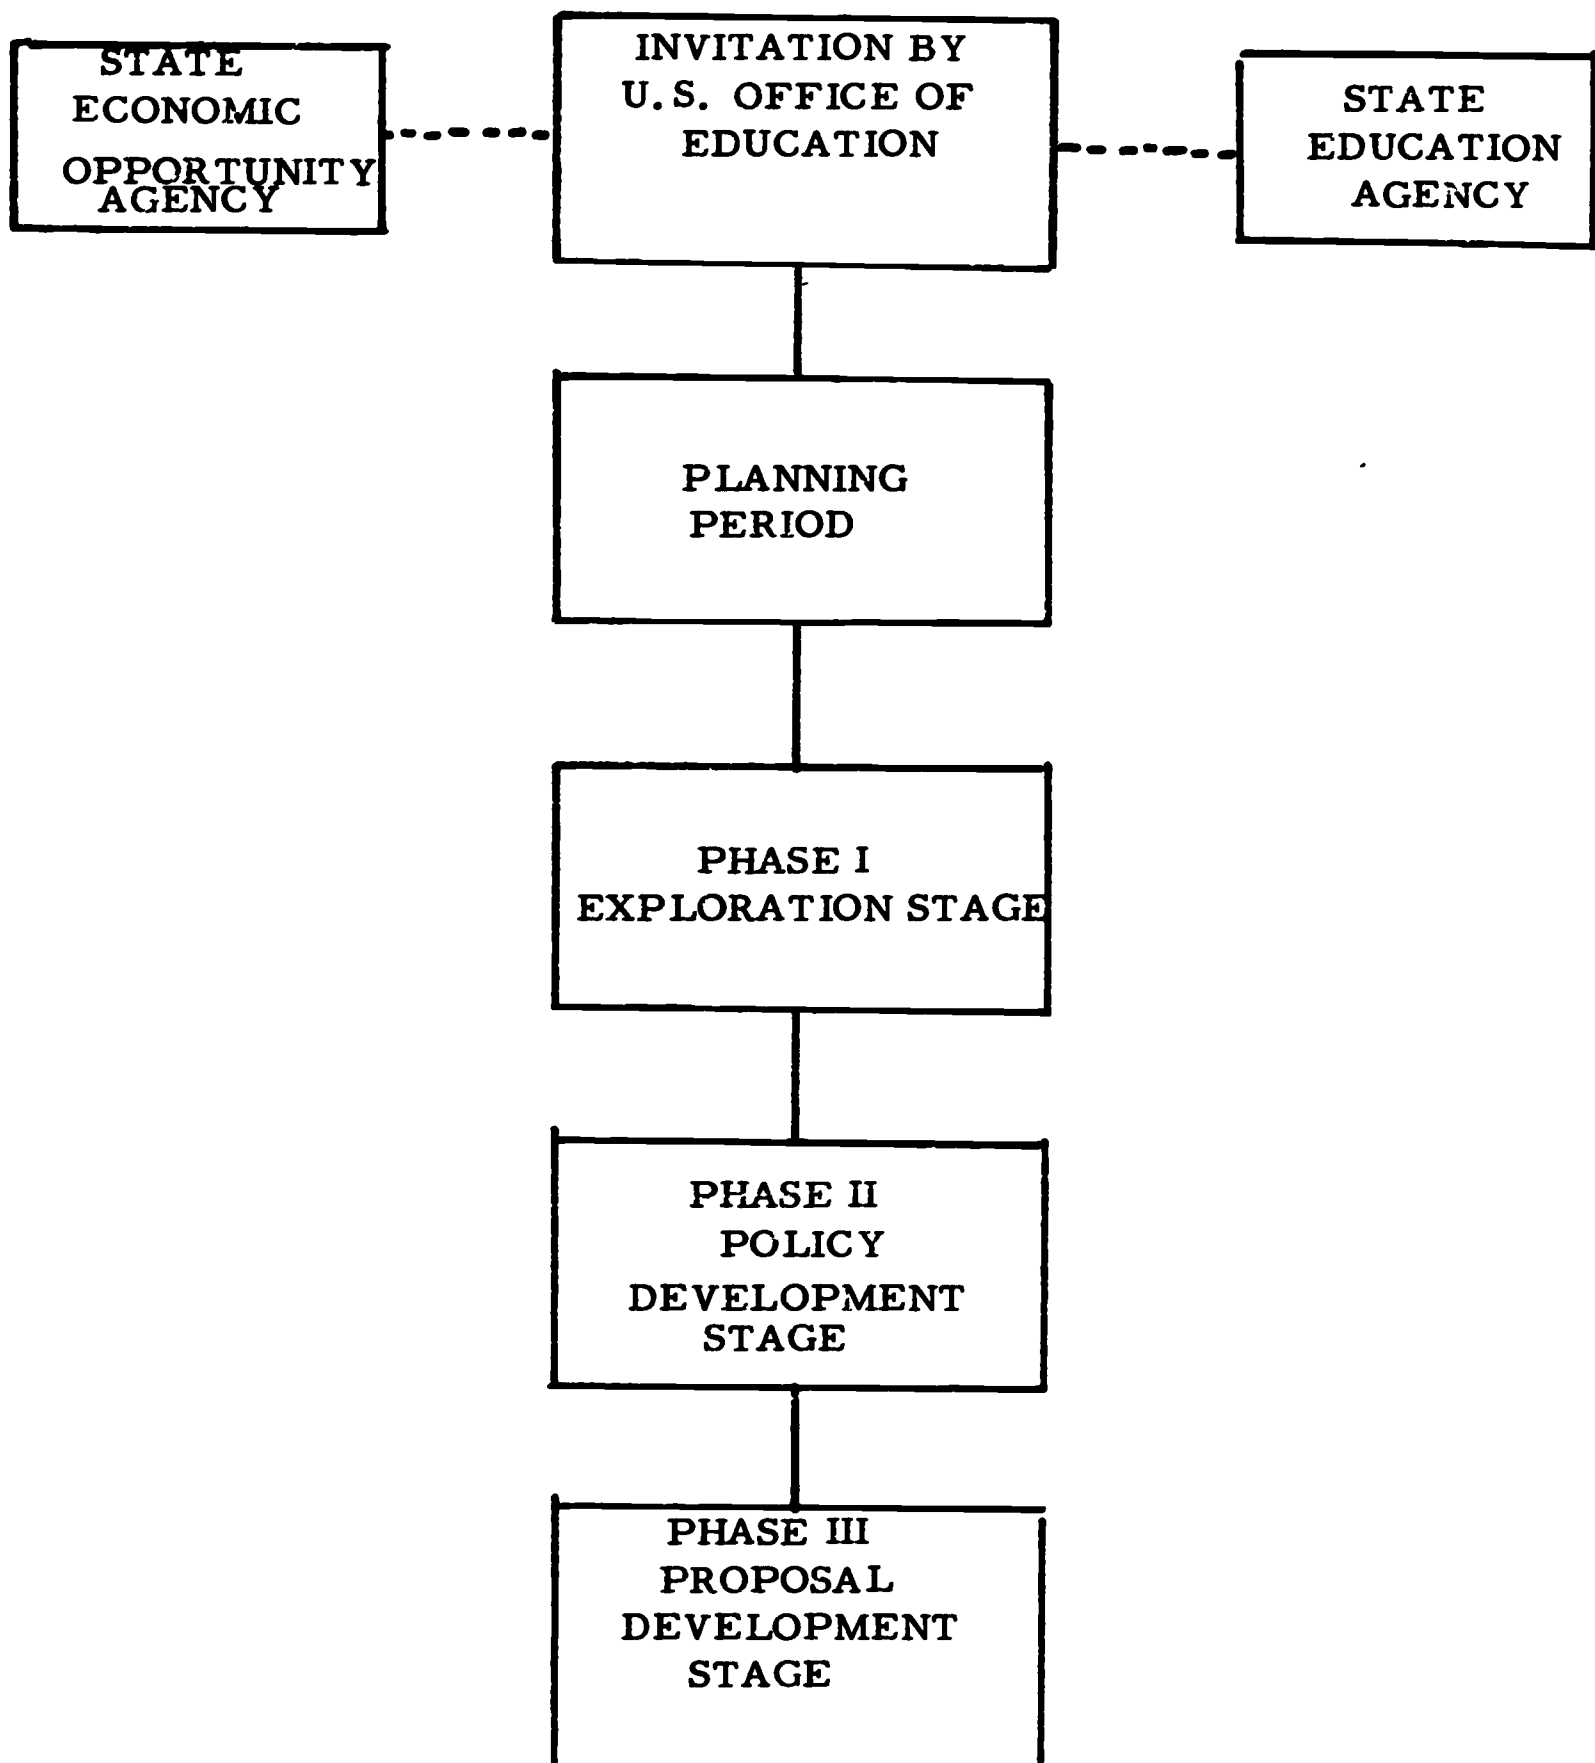 STATE
ECONOMIC
OPPORTUNITY
AGENCY
INVITATION BY
U.S. OFFICE OF
EDUCATION
STATE
EDUCATION
AGENCY
PLANNING
PERIOD
PHASE I
EXPLORATION STAGE
PHASE II
POLICY
DEVELOPMENT
STAGE
PHASE III
PROPOSAL
DEVELOPMENT
STAGE